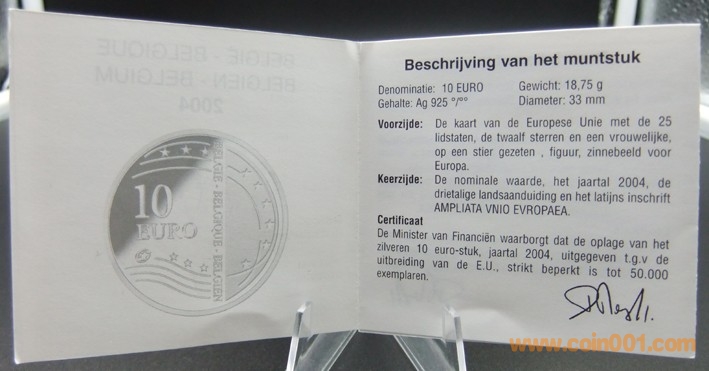 BELGIE - BELGIQUE
BELGIEN - BELGIUM
2004
10
EURO
BELGIE - BELGIQUE - BELGIEN
Beschrijving van het muntstuk
Denominatie: 10 EURO Gewicht: 18,75 g
Gehalte: Ag 925 °/°° Diameter: 33 mm
Voorzijde: De kaart van de Europese Unie met de 25
lidstaten, de twaalf sterren en een vrouwelijke,
op een stier gezeten , figuur, zinnebeeld voor
Europa.
Keerzijde: De nominale waarde, het jaartal 2004, de
drietalige landsaanduiding en het latijns inschrift
AMPLIATA VNIO EVROPAEA.
Certificaat
De Minister van Financiën waarborgt dat de oplage van het
zilveren 10 euro-stuk, jaartal 2004, uitgegeven t.g.v de
uitbreiding van de E.U., strikt beperkt is tot 50.000
exemplaren.
www.coin001.com